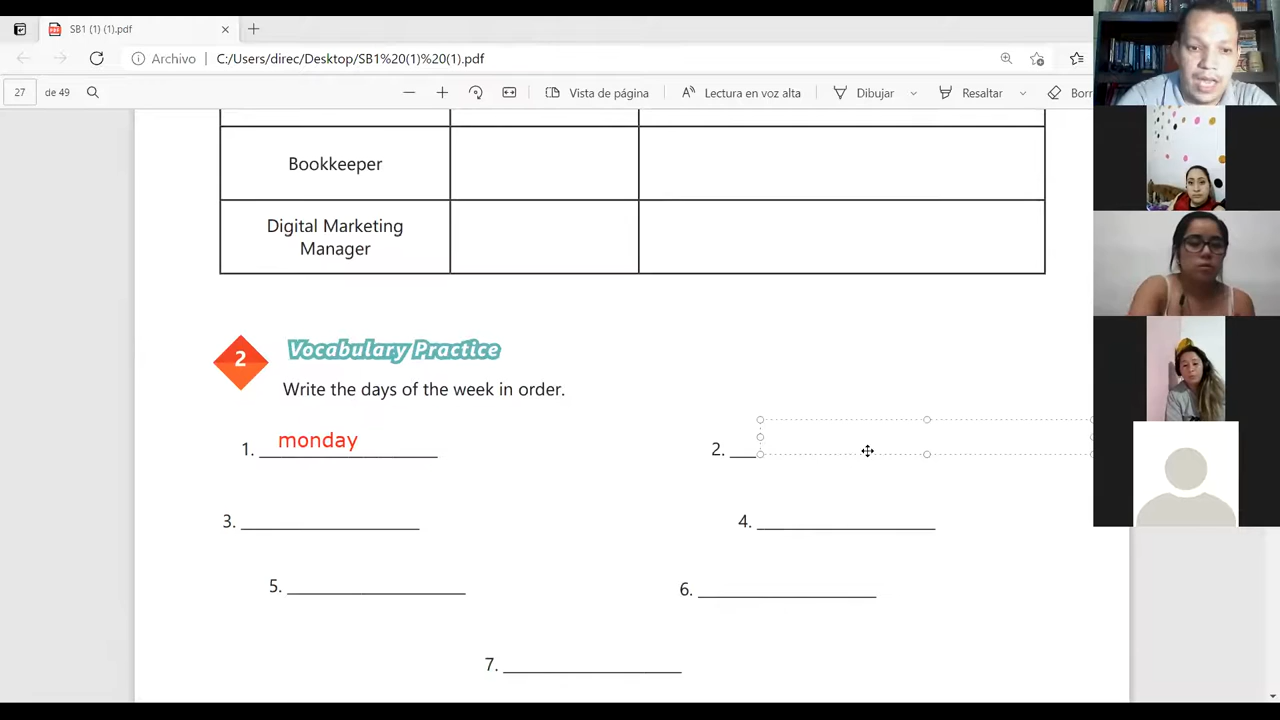 SB1 (1) (1).pdf
Archivo
C:/Users/direc/Desktop/SB1%20(1)%20(1).pdf
27 de 49
Vista de página
Lectura en voz alta
Dibujar
Resaltar
Borr
Bookkeeper
Digital Marketing
Manager
2 Vocabulary Practice
Write the days of the week in order.
1. monday
2.
3.
4.
5.
6.
7.